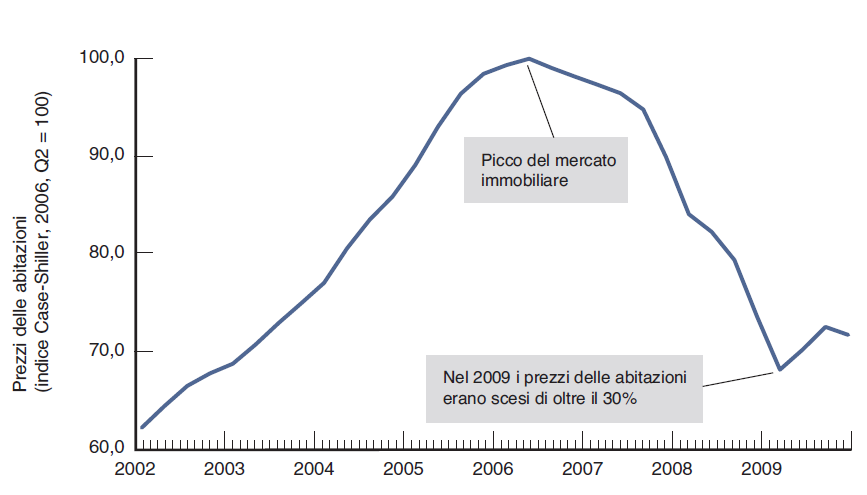 Prezzi delle abitazioni
(indice Case-Shiller, 2006, Q2 = 100)
100,0
90,0
80,0
70,0
60,0
Picco del mercato
immobiliare
Nel 2009 i prezzi delle abitazioni
erano scesi di oltre il 30%
2002
2003
2004
2005
2006
2007
2008
2009